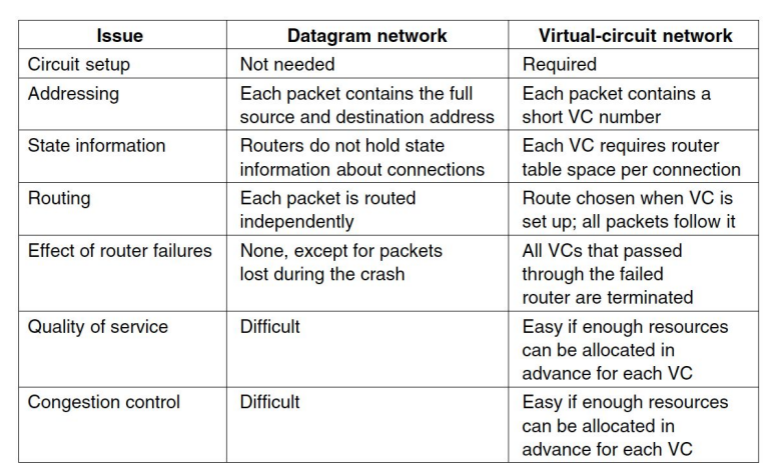 Issue Datagram network Virtual-circuit network
Circuit setup Not needed Required
Addressing Each packet contains the full Each packet contains a
source and destination address short VC number
State information Routers do not hold state Each VC requires router
information about connections table space per connection
Routing Each packet is routed Route chosen when VC is
independently set up; all packets follow it
Effect of router failures None, except for packets All VCs that passed
lost during the crash through the failed
router are terminated
Quality of service Difficult Easy if enough resources
can be allocated in
advance for each VC
Congestion control Difficult Easy if enough resources
can be allocated in
advance for each VC